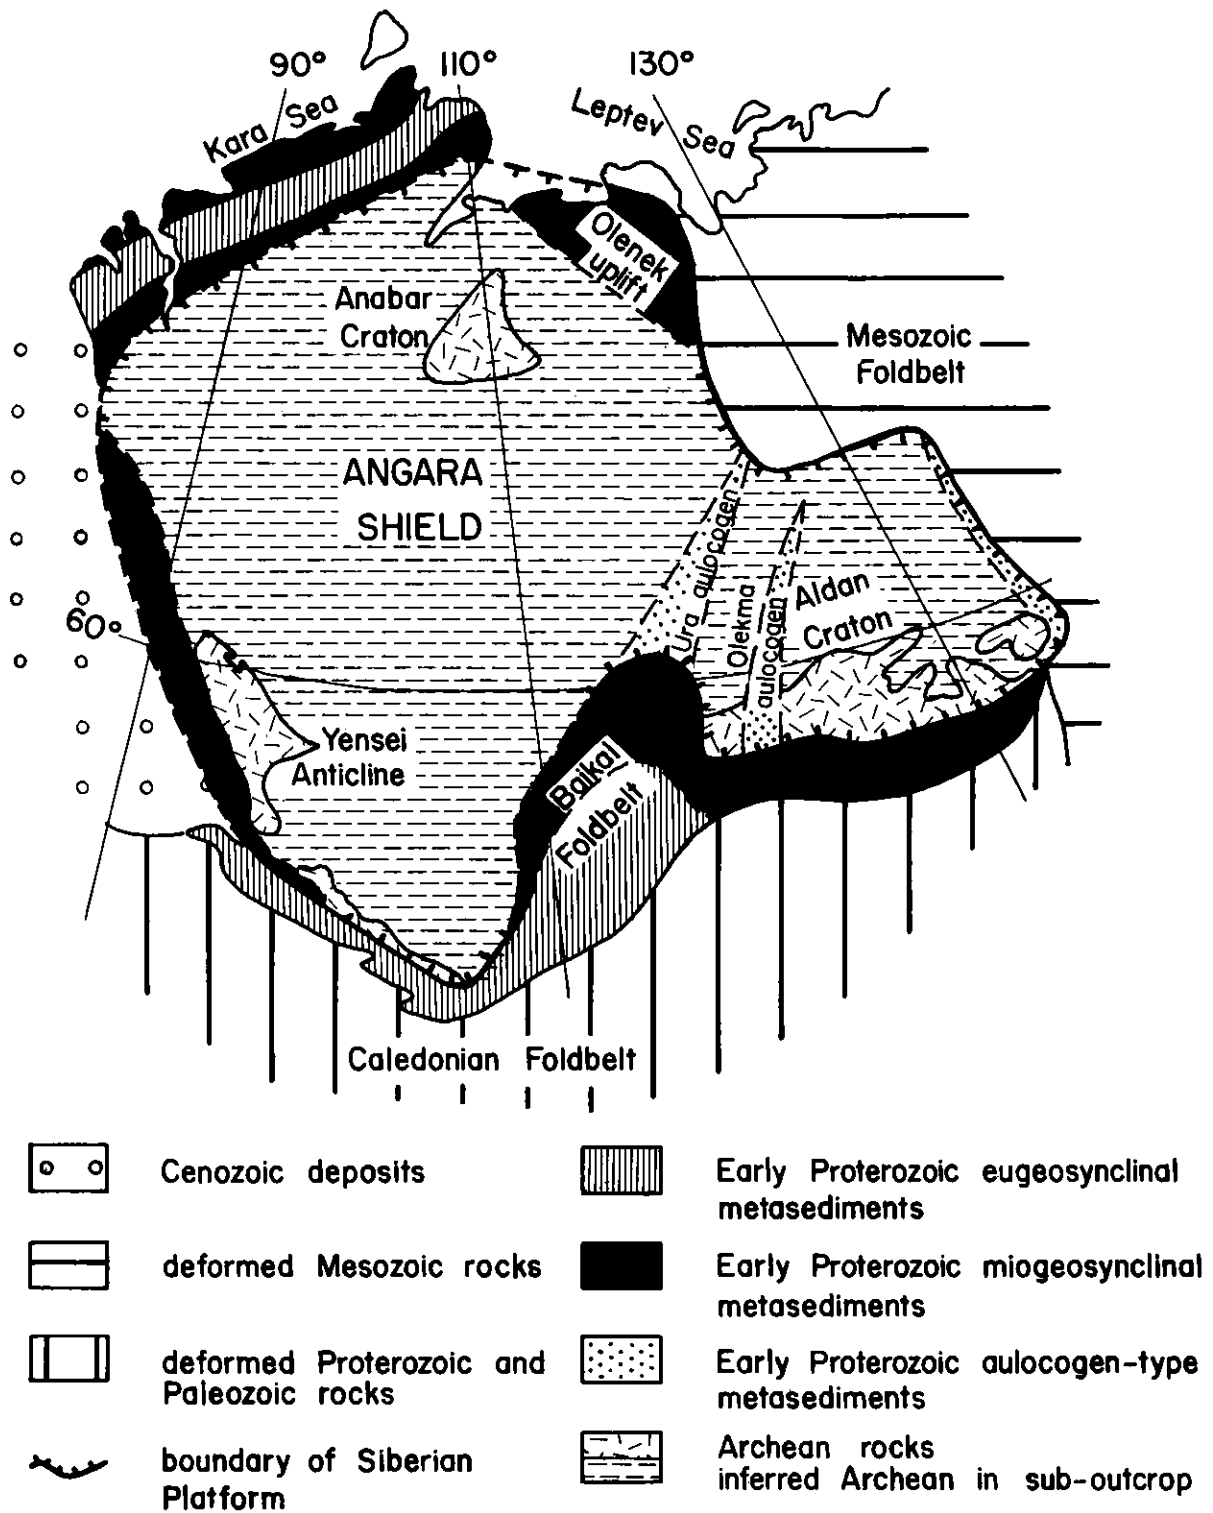 90°
110°
130°
Kara Sea
Leptev Sea
Olenek
uplift
Anabar
Craton
Mesozoic
Foldbelt
ANGARA
SHIELD
Ura aulocogen
Olekma
aulocogen
Aldan
Craton
60°
Yensei
Anticline
Baikal
Foldbelt
Caledonian Foldbelt
Cenozoic deposits
deformed Mesozoic rocks
deformed Proterozoic and
Paleozoic rocks
boundary of Siberian
Platform
Early Proterozoic eugeosynclinal
metasediments
Early Proterozoic miogeosynclinal
metasediments
Early Proterozoic aulocogen-type
metasediments
Archean rocks
inferred Archean in sub-outcrop